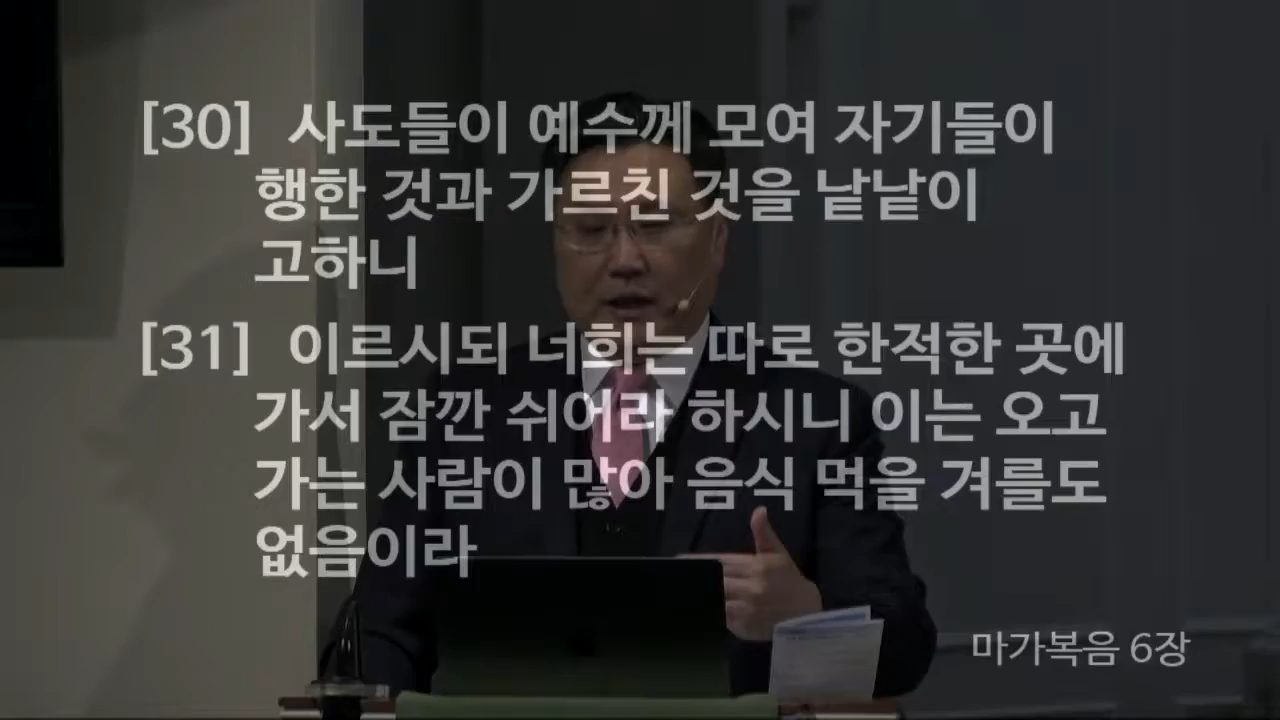 [30] 사도들이 예수께 모여 자기들이
행한 것과 가르친 것을 낱낱이
고하니
[31] 이르시되 너희는 따로 한적한 곳에
가서 잠깐 쉬어라 하시니 이는 오고
가는 사람이 많아 음식 먹을 겨를도
없음이라
마가복음 6장